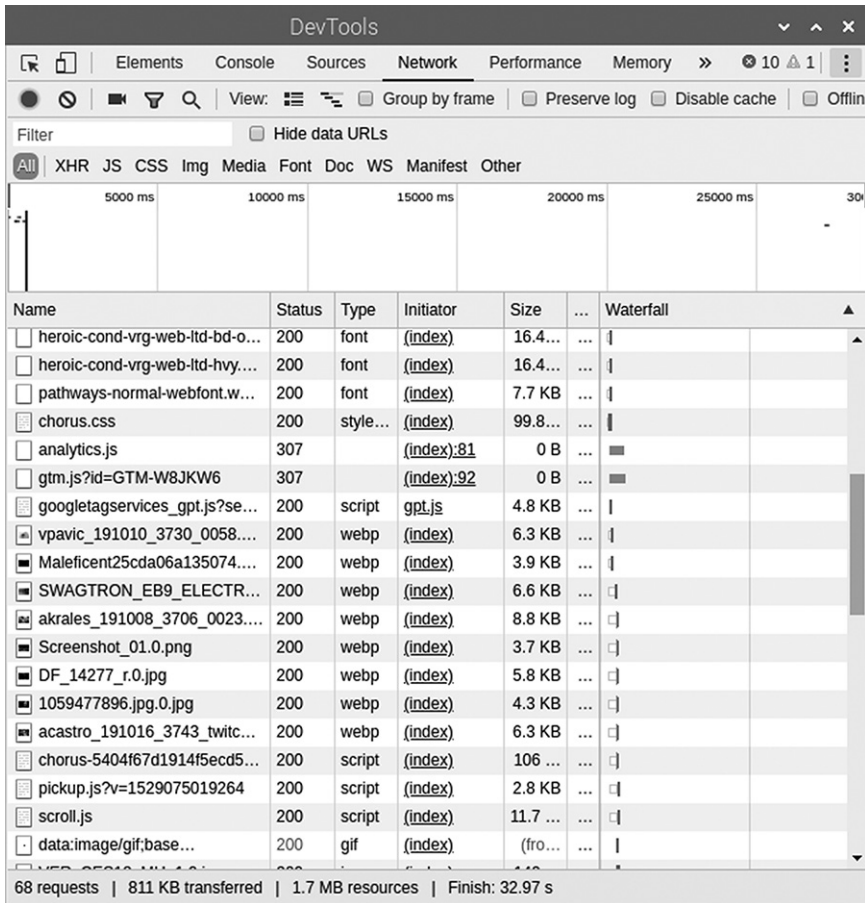 DevTools
Elements Console Sources Network Performance Memory » 10 1
View: Group by frame Preserve log Disable cache Offlin
Filter Hide data URLs
All XHR JS CSS Img Media Font Doc WS Manifest Other
5000 ms 10000 ms 15000 ms 20000 ms 25000 ms 300
Name Status Type Initiator Size ... Waterfall
heroic-cond-vrg-web-ltd-bd-o... 200 font (index) 16.4... ...
heroic-cond-vrg-web-ltd-hvy.... 200 font (index) 16.4... ...
pathways-normal-webfont.w... 200 font (index) 7.7 KB ...
chorus.css 200 style... (index) 99.8... ...
analytics.js 307 (index):81 0 B ...
gtm.js?id=GTM-W8JKW6 307 (index):92 0 B ...
googletagservices_gpt.js?se... 200 script gpt.js 4.8 KB ...
vpavic_191010_3730_0058.... 200 webp (index) 6.3 KB ...
Maleficent25cda06a135074.... 200 webp (index) 3.9 KB ...
SWAGTRON_EB9_ELECTR... 200 webp (index) 6.6 KB ...
akrales_191008_3706_0023.... 200 webp (index) 8.8 KB ...
Screenshot_01.0.png 200 webp (index) 3.7 KB ...
DF_14277_r.0.jpg 200 webp (index) 5.8 KB ...
1059477896.jpg.0.jpg 200 webp (index) 4.3 KB ...
acastro_191016_3743_twitc... 200 webp (index) 6.3 KB ...
chorus-5404f67d1914f5ecd5... 200 script (index) 106 ... ...
pickup.js?v=1529075019264 200 script (index) 2.8 KB ...
scroll.js 200 script (index) 11.7 ... ...
data:image/gif;base... 200 gif (index) (fro... ...
68 requests | 811 KB transferred | 1.7 MB resources | Finish: 32.97 s